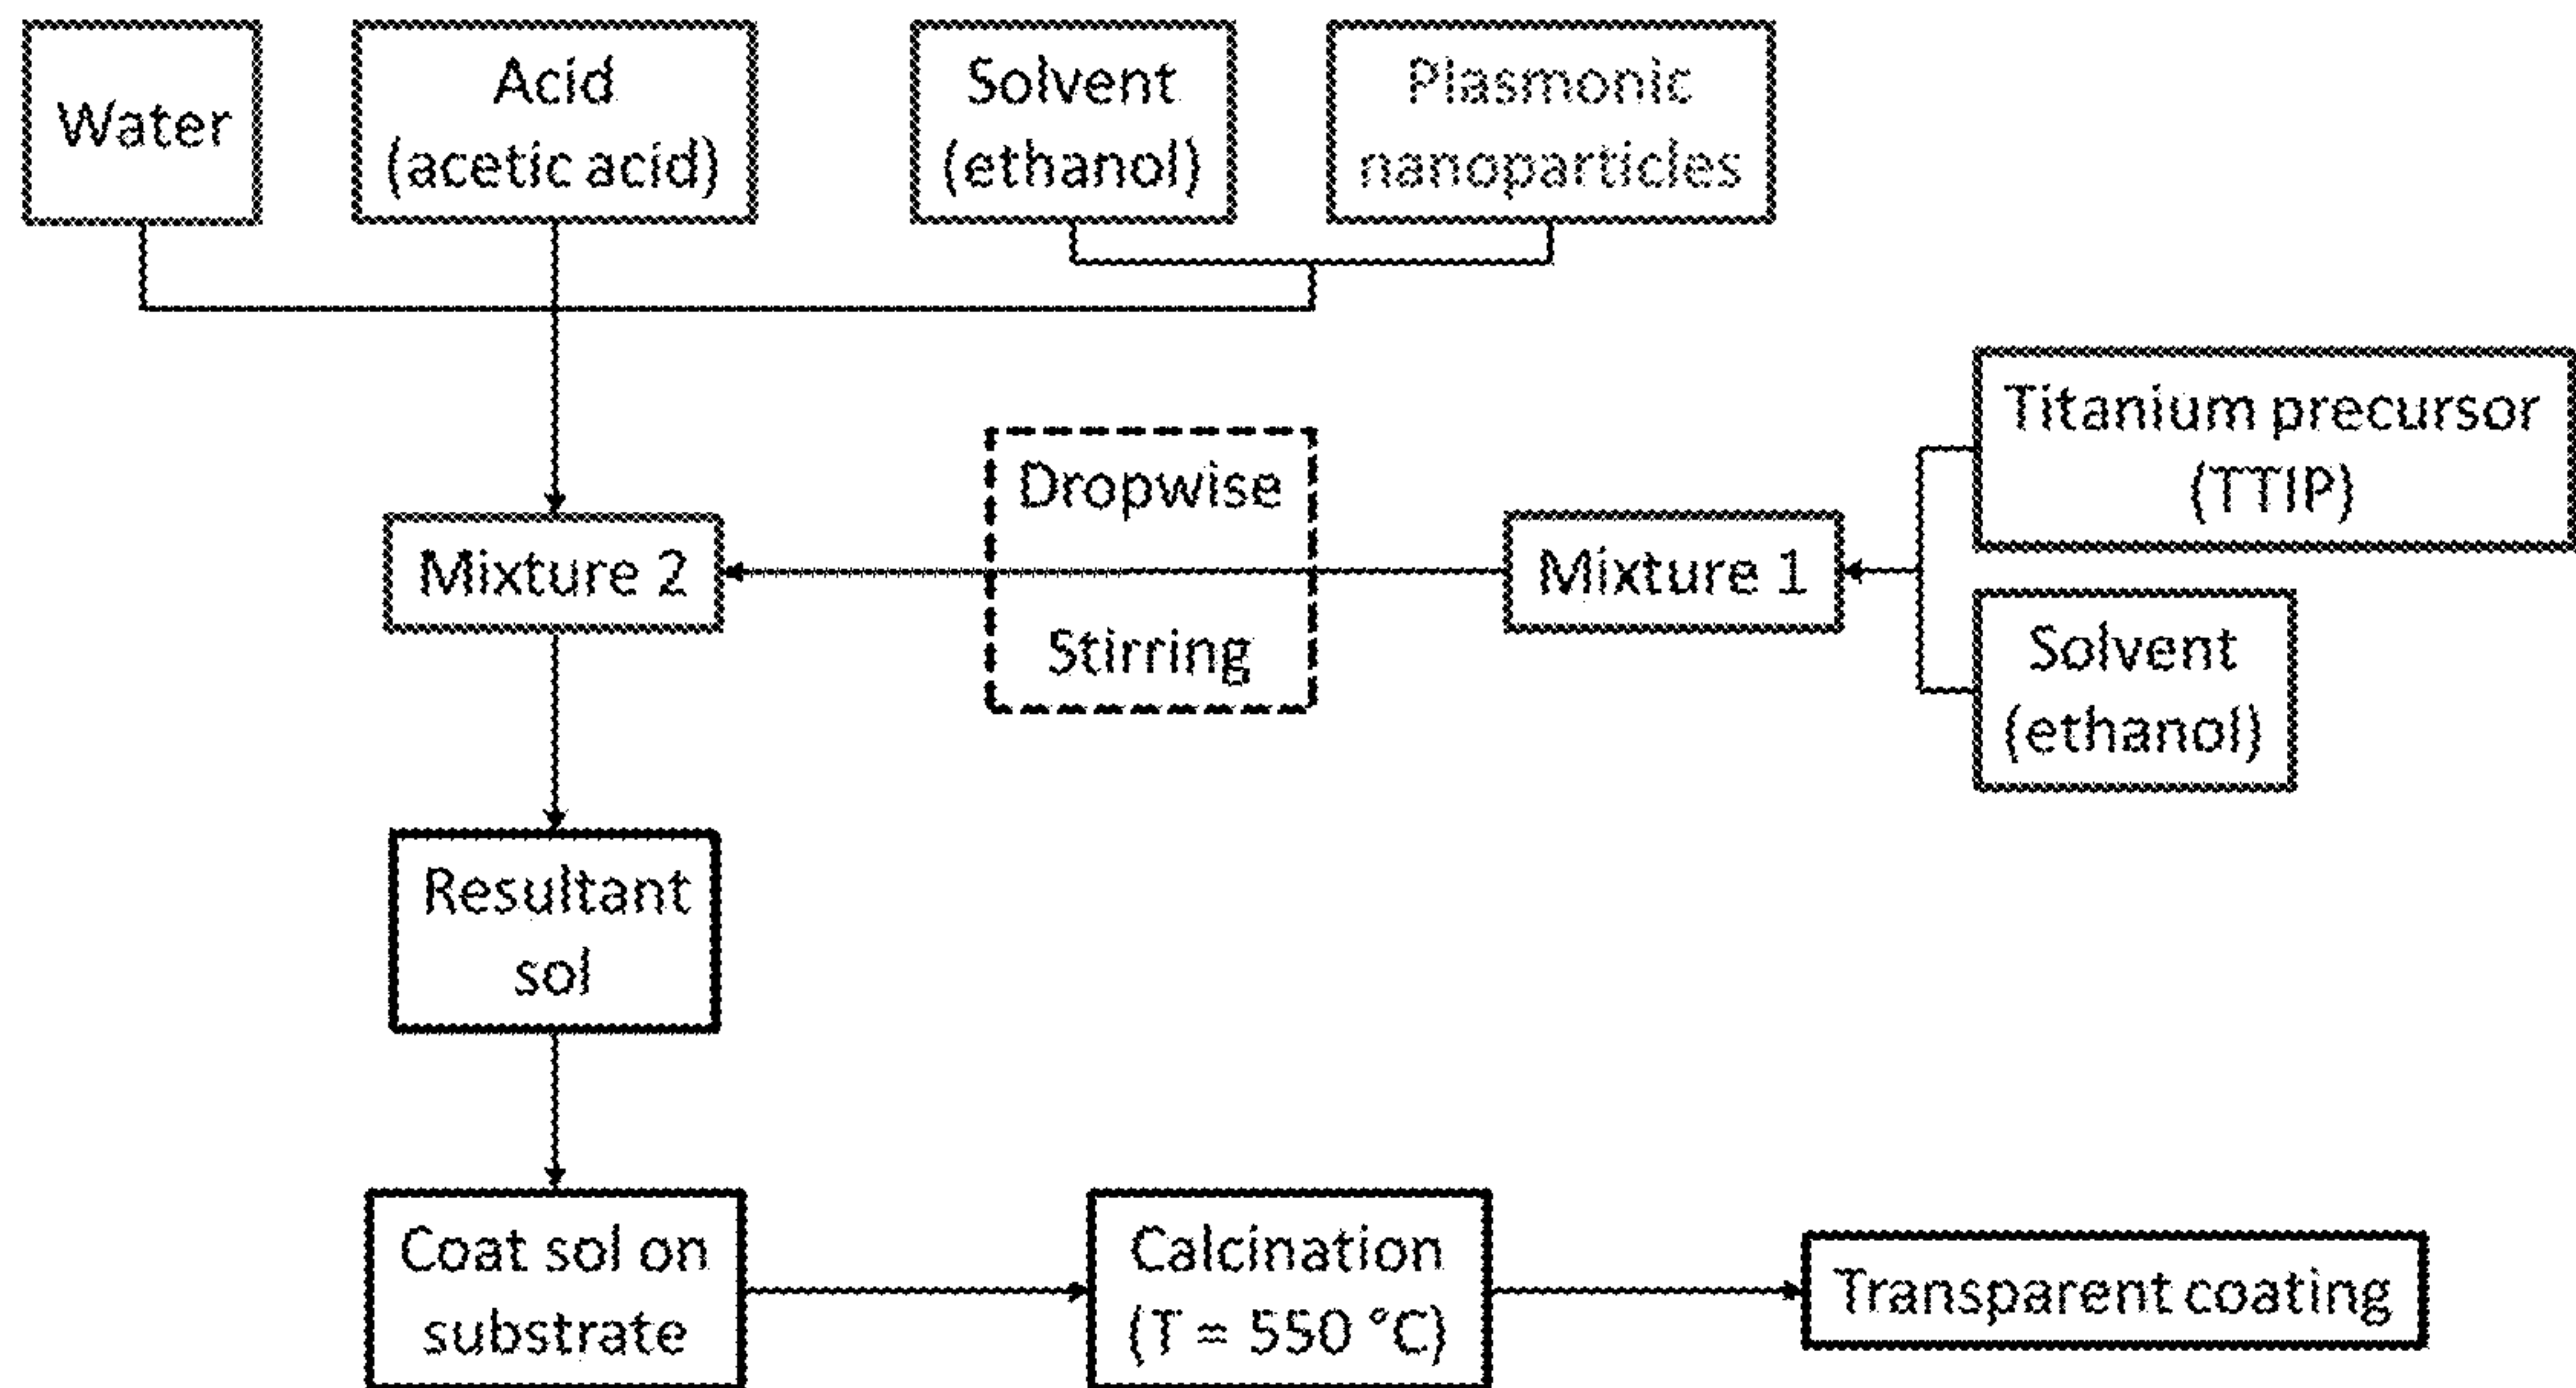 Water
Acid
(acetic acid)
Solvent
(ethanol)
Plasmonic
nanoparticles
Titanium precursor
(TTIP)
Dropwise
Stirring
Mixture 2
Mixture 1
Solvent
(ethanol)
Resultant
sol
Coat sol on
substrate
Calcination
(T = 550 °C)
Transparent coating